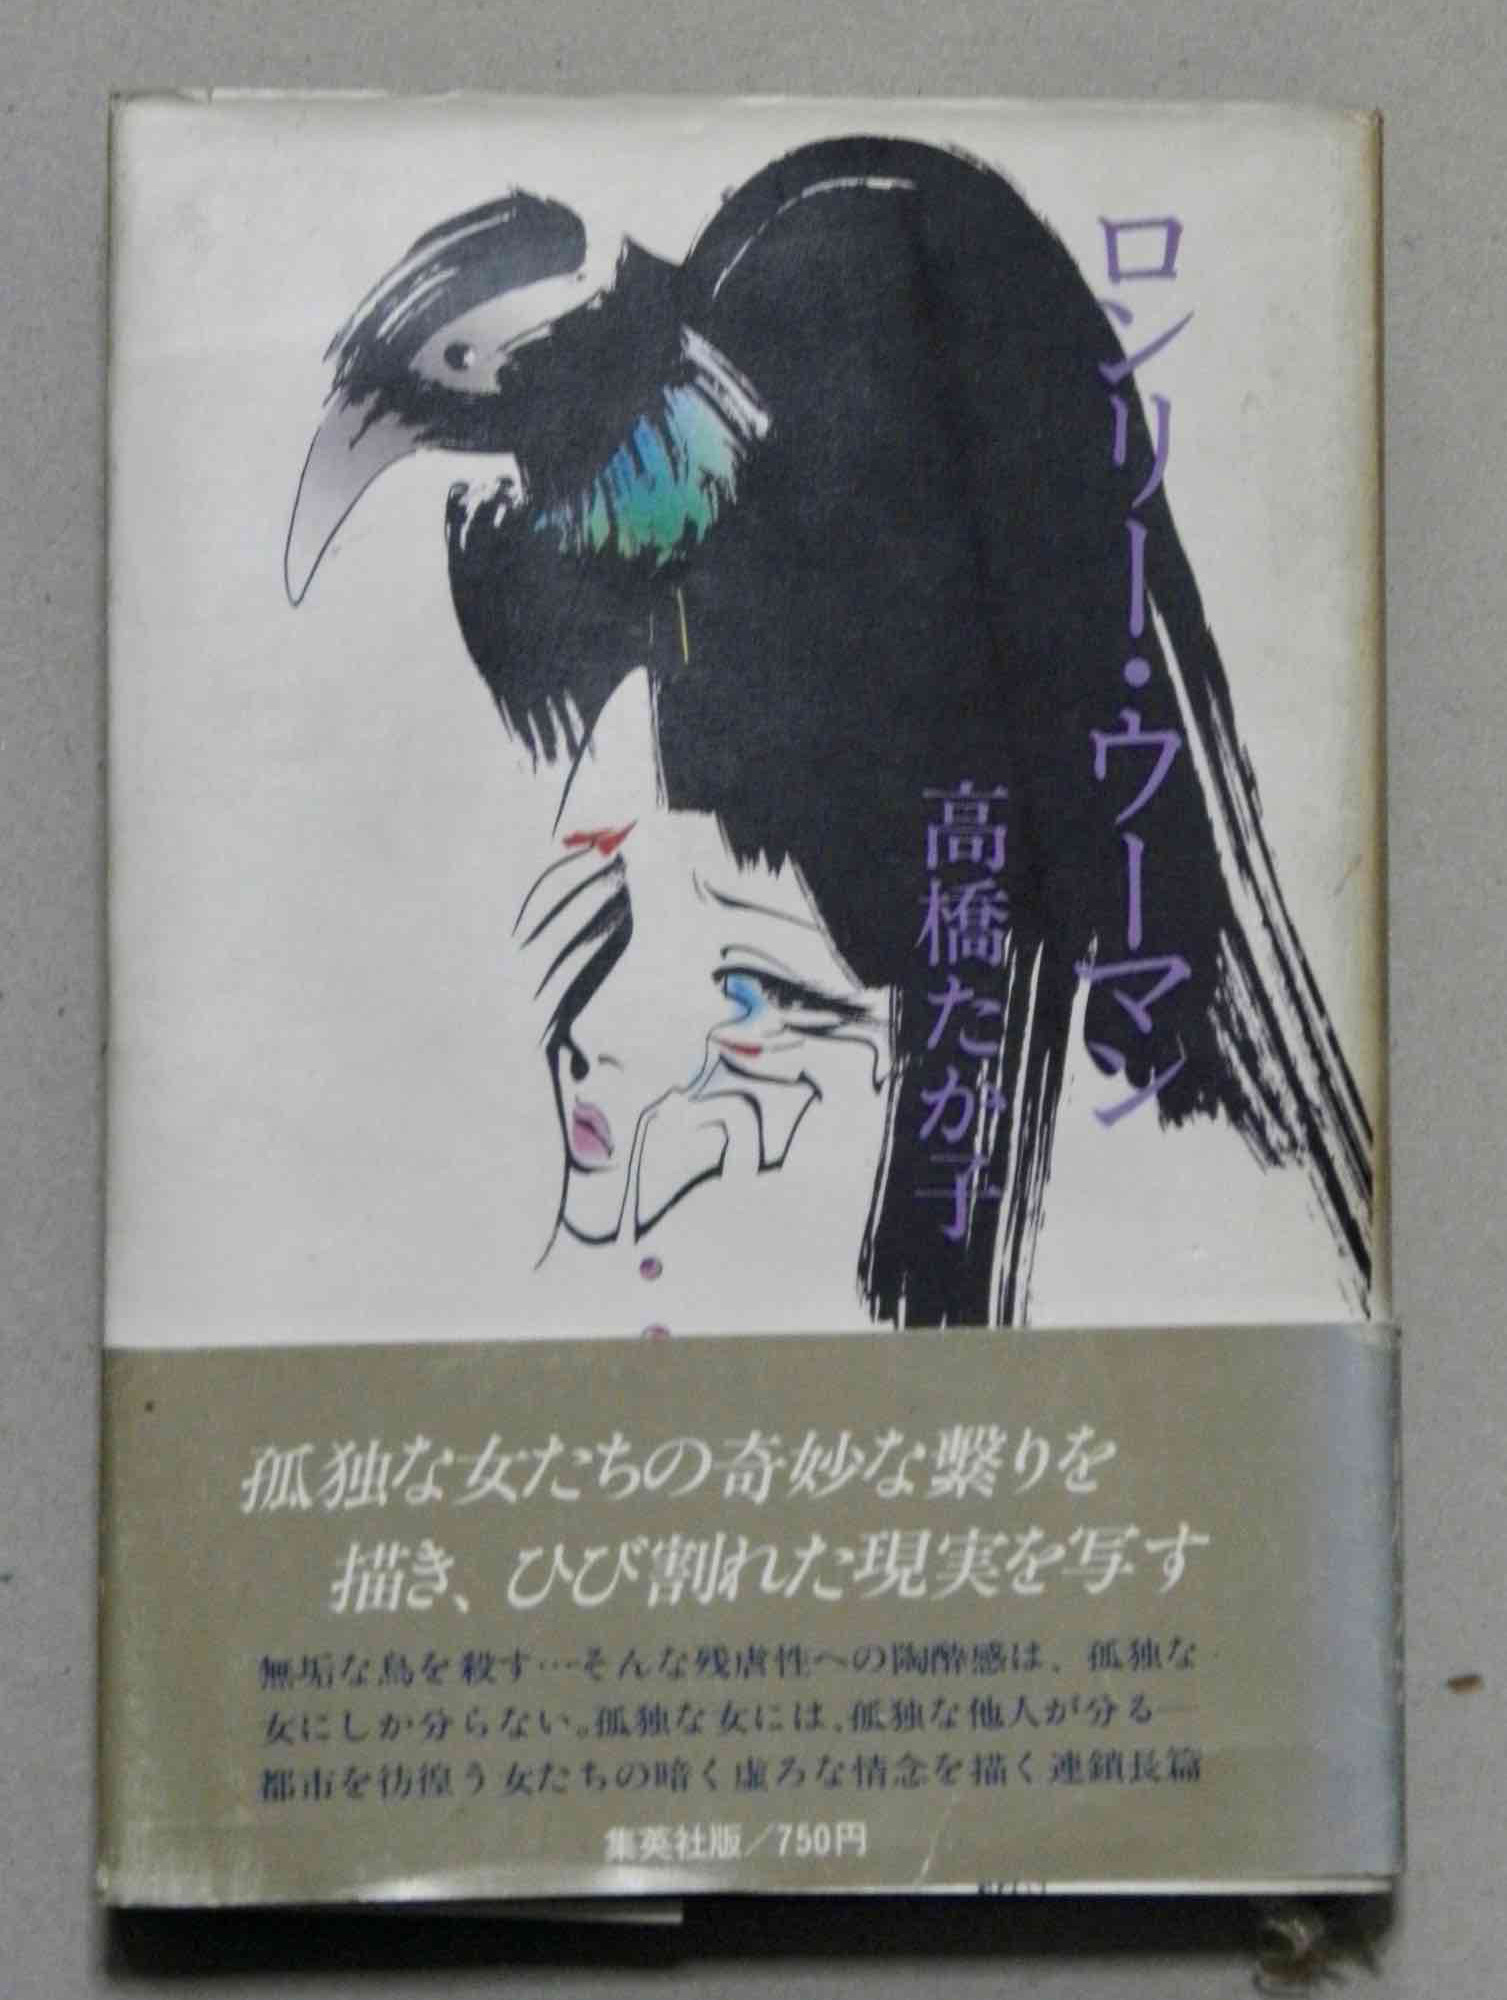 ロンリー・ウーマン
高橋たか子
孤独な女たちの奇妙な繋りを
描き、ひび割れた現実を写す
無垢な鳥を殺す…そんな残虐性への陶酔感は、孤独な
女にしか分らない。孤独な女には、孤独な他人が分る—
都市を彷徨う女たちの暗く虚ろな情念を描く連鎖長篇
集英社版/750円